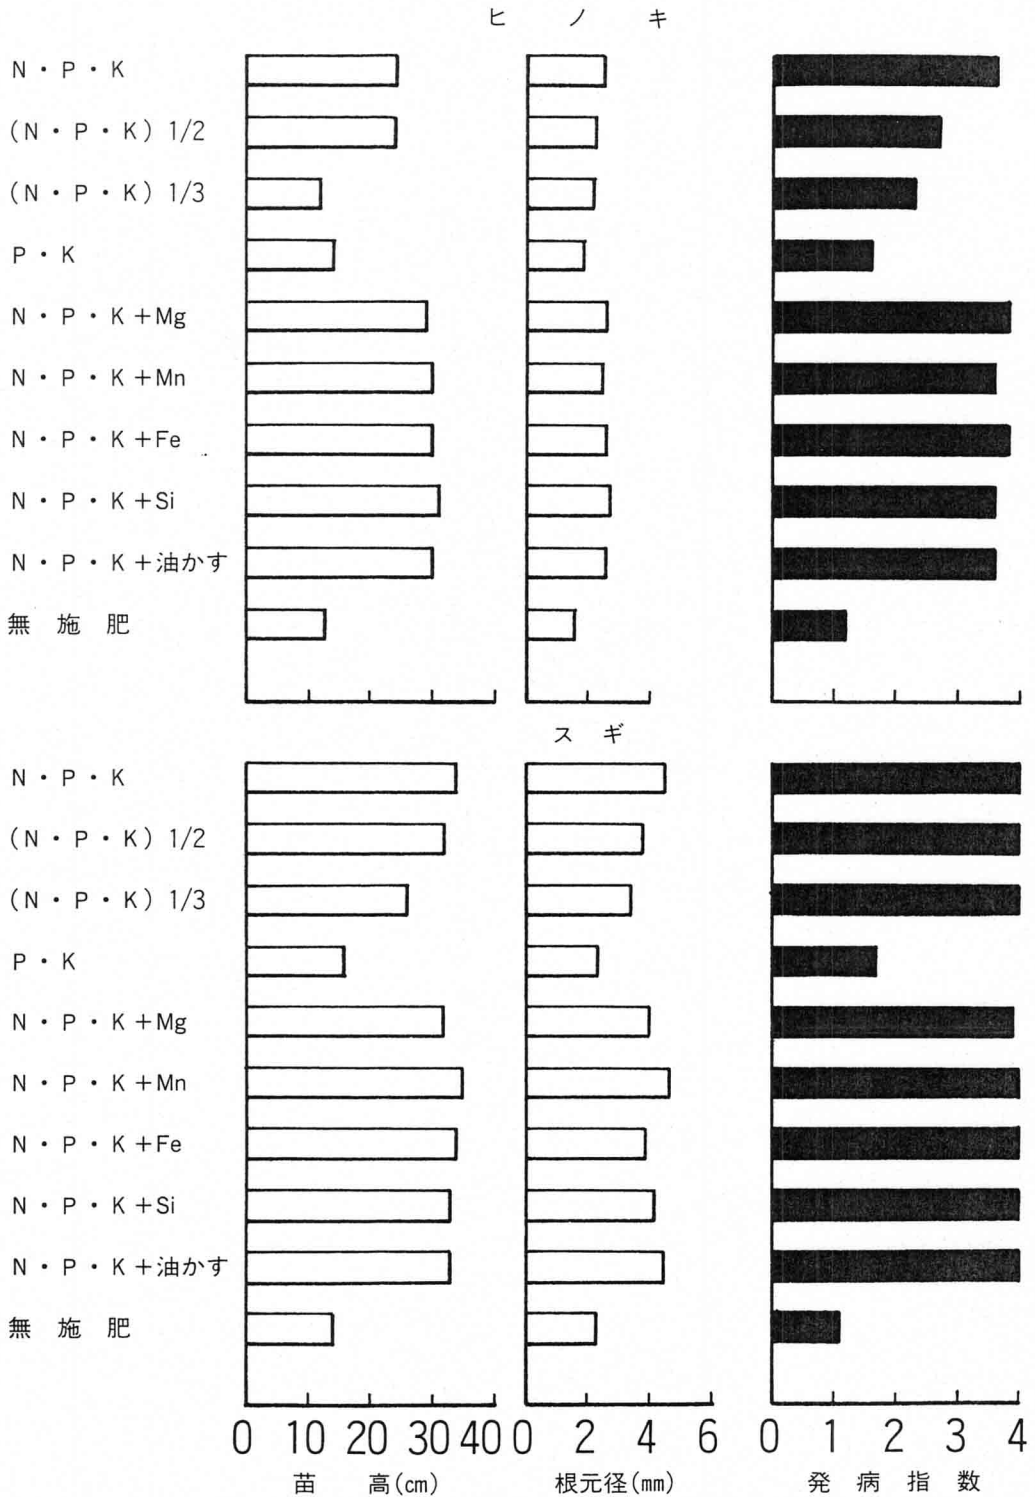 ヒノキ
N・P・K
(N・P・K) 1/2
(N・P・K) 1/3
P・K
N・P・K+Mg
N・P・K+Mn
N・P・K+Fe
N・P・K+Si
N・P・K+油かす
無施肥
スギ
N・P・K
(N・P・K) 1/2
(N・P・K) 1/3
P・K
N・P・K+Mg
N・P・K+Mn
N・P・K+Fe
N・P・K+Si
N・P・K+油かす
無施肥
0 10 20 30 40 0 2 4 6 0 1 2 3 4
苗高(cm) 根元径(mm) 発病指数